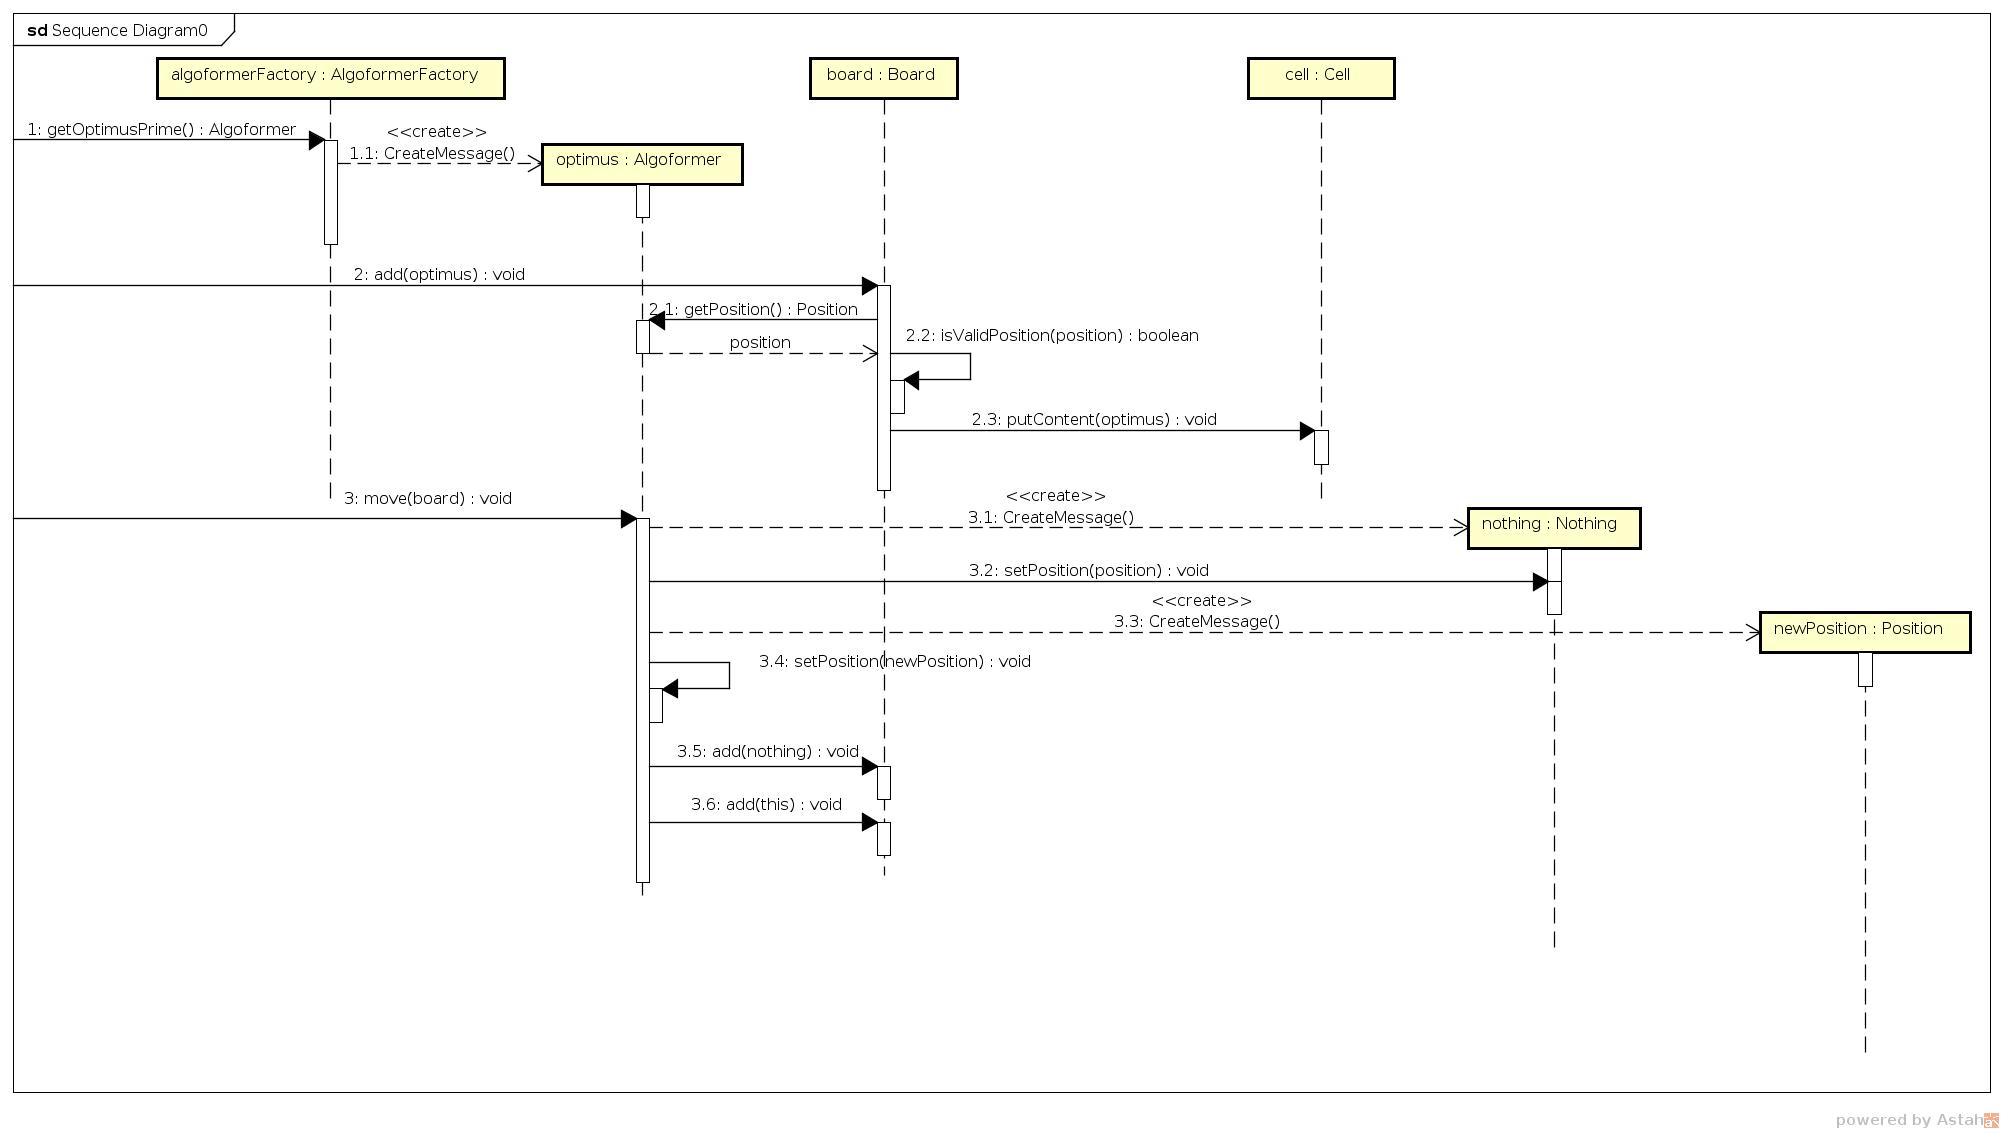 sd Sequence Diagram0
algoformerFactory : AlgoformerFactory
board : Board
cell : Cell
1: getOptimusPrime() : Algoformer
<<create>>
1.1: CreateMessage()
optimus : Algoformer
2: add(optimus) : void
2.1: getPosition() : Position
2.2: isValidPosition(position) : boolean
position
2.3: putContent(optimus) : void
3: move(board) : void
<<create>>
3.1: CreateMessage()
nothing : Nothing
3.2: setPosition(position) : void
<<create>>
3.3: CreateMessage()
newPosition : Position
3.4: setPosition(newPosition) : void
3.5: add(nothing) : void
3.6: add(this) : void
powered by Astah